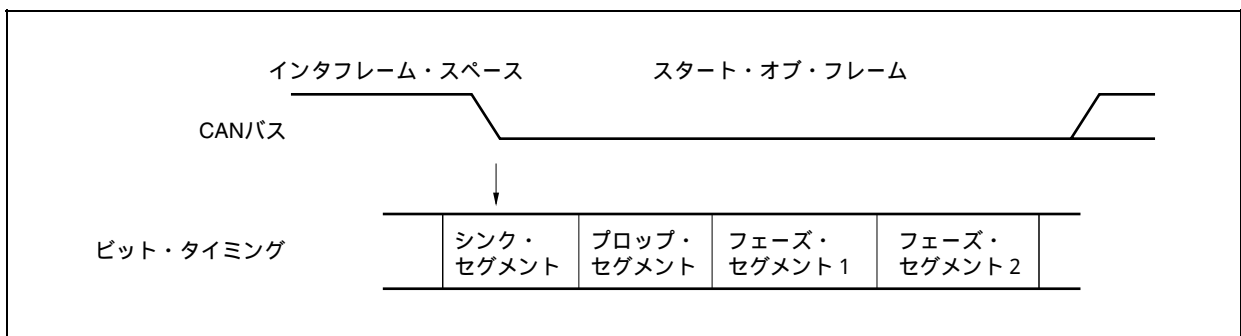 インタフレーム・スペース
スタート・オブ・フレーム
CANバス
ビット・タイミング
シンク・
セグメント
プロップ・
セグメント
フェーズ・
セグメント1
フェーズ・
セグメント2